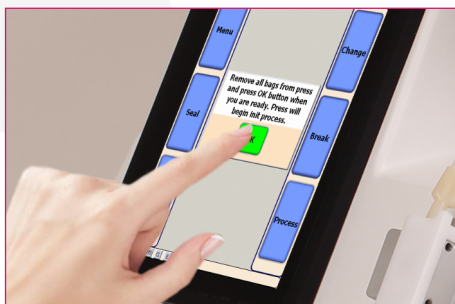 Menu
Change
Remove all bags from press
and press OK button when
you are ready. Press will
begin init process.
Seal
Break
Process